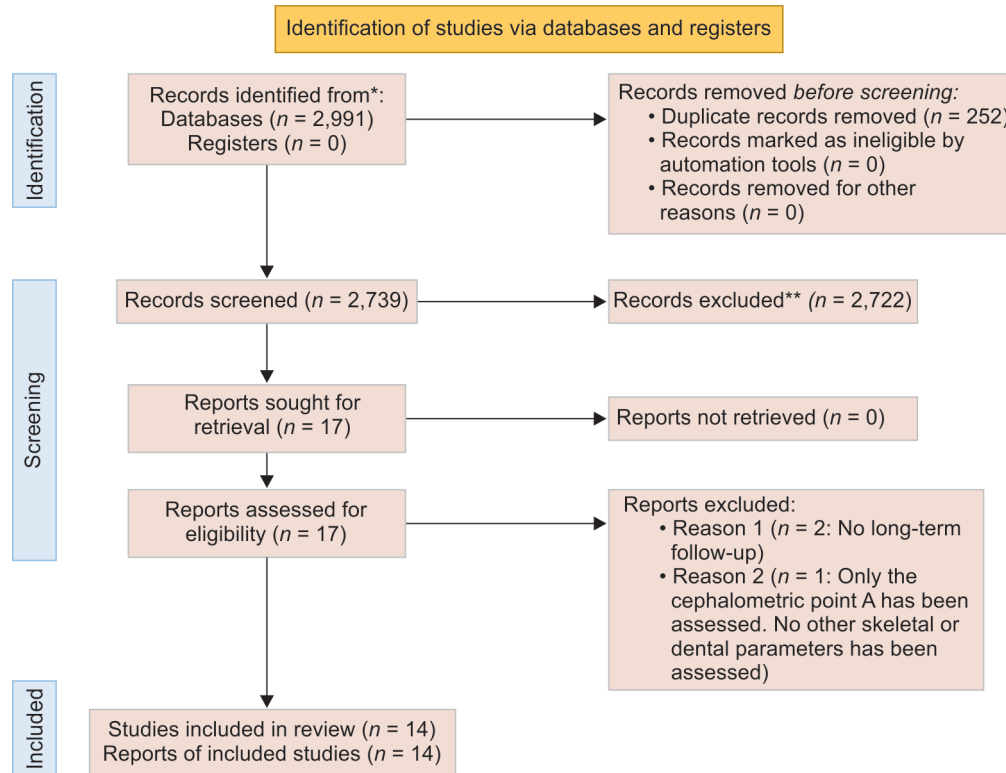 Identification of studies via databases and registers
Identification
Records identified from*:
Databases (n = 2,991)
Registers (n = 0)
Records removed before screening:
• Duplicate records removed (n = 252)
• Records marked as ineligible by
automation tools (n = 0)
• Records removed for other
reasons (n = 0)
Screening
Records screened (n = 2,739)
Records excluded** (n = 2,722)
Reports sought for
retrieval (n = 17)
Reports not retrieved (n = 0)
Reports assessed for
eligibility (n = 17)
Reports excluded:
• Reason 1 (n = 2: No long-term
follow-up)
• Reason 2 (n = 1: Only the
cephalometric point A has been
assessed. No other skeletal or
dental parameters has been
assessed)
Included
Studies included in review (n = 14)
Reports of included studies (n = 14)